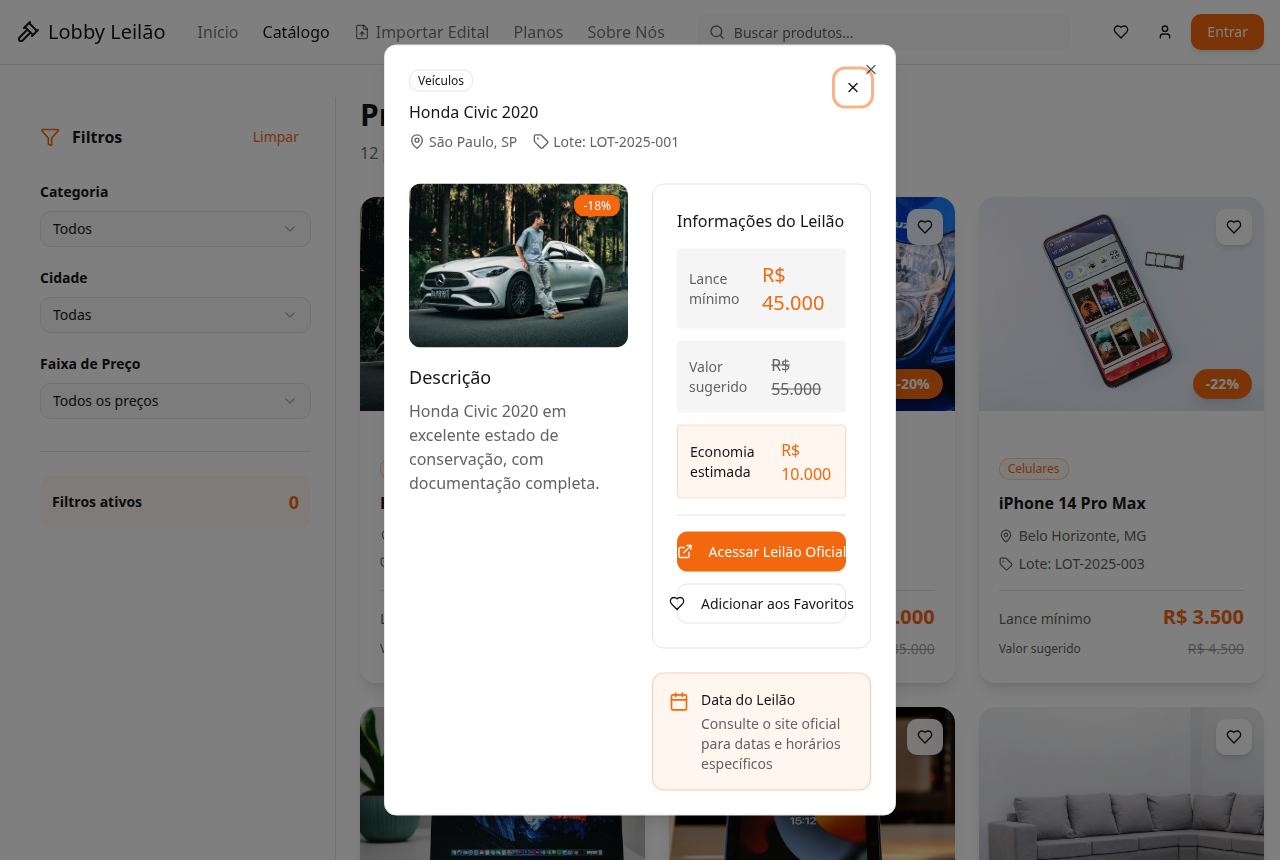 Lobby Leilão
Início
Catálogo
Importar Edital
Planos
Sobre Nós
Buscar produtos...
Entrar
Filtros
Limpar
Categoria
Todos
Cidade
Todas
Faixa de Preço
Todos os preços
Filtros ativos
0
12
Veículos
Honda Civic 2020
São Paulo, SP
Lote: LOT-2025-001
-18%
Descrição
Honda Civic 2020 em
excelente estado de
conservação, com
documentação completa.
Informações do Leilão
Lance
mínimo
R$
45.000
Valor
sugerido
R$
55.000
Economia
estimada
R$
10.000
Acessar Leilão Oficial
Adicionar aos Favoritos
Data do Leilão
Consulte o site oficial
para datas e horários
específicos
-20%
.000
-22%
Celulares
iPhone 14 Pro Max
Belo Horizonte, MG
Lote: LOT-2025-003
Lance mínimo
R$ 3.500
Valor sugerido
R$ 4.500
15:12